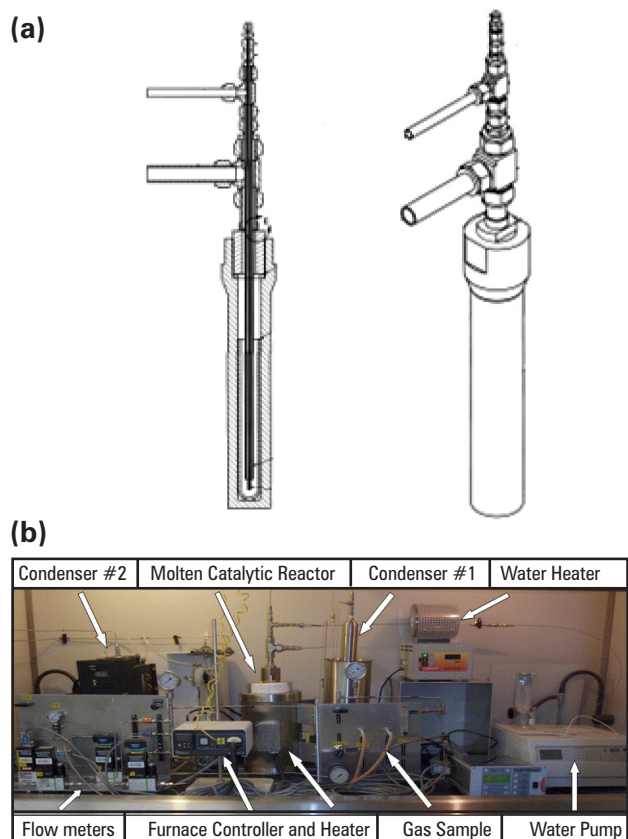 (a)
(b)
Condenser #2 Molten Catalytic Reactor Condenser #1 Water Heater
Flow meters Furnace Controller and Heater Gas Sample Water Pump